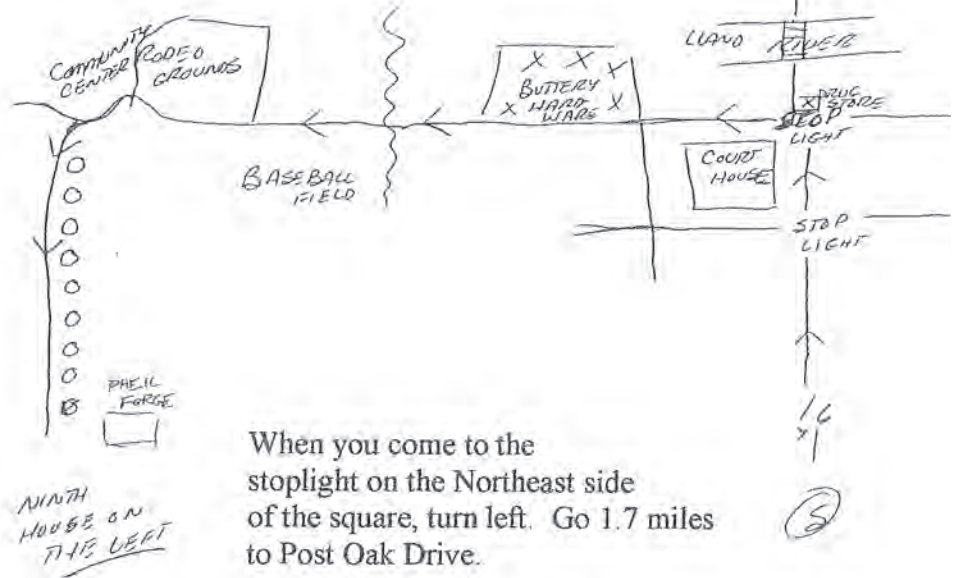 LLANO RIVER
COMMUNITY
CENTER
RODEO
GROUNDS
X X X
BUTTERY
X HARD X
WARE
X DRUG
STORE
STOP
LIGHT
COURT
HOUSE
BASEBALL
FIELD
STOP
LIGHT
PHEIL
FORGE
16
S
NINTH
HOUSE ON
THE LEFT
When you come to the
stoplight on the Northeast side
of the square, turn left. Go 1.7 miles
to Post Oak Drive.